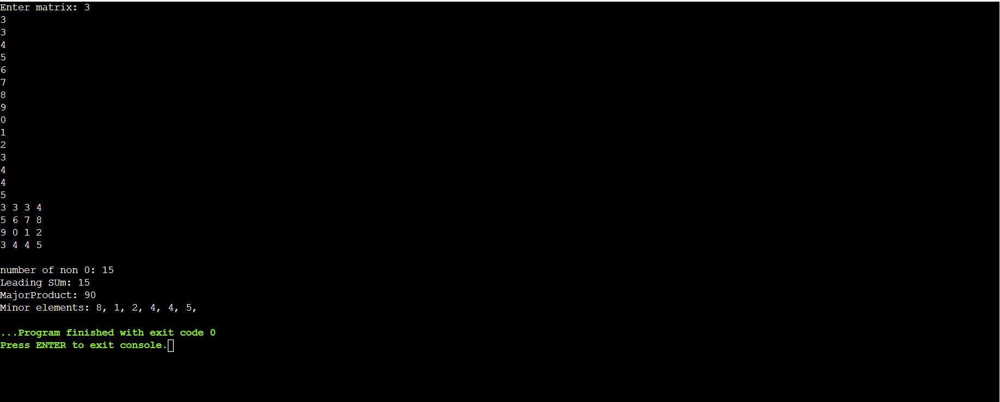 Enter matrix: 3
3
3
4
5
6
7
8
9
0
1
2
3
4
4
5
3 3 3 4
5 6 7 8
9 0 1 2
3 4 4 5
number of non 0: 15
Leading SUm: 15
MajorProduct: 90
Minor elements: 8, 1, 2, 4, 4, 5,
...Program finished with exit code 0
Press ENTER to exit console.